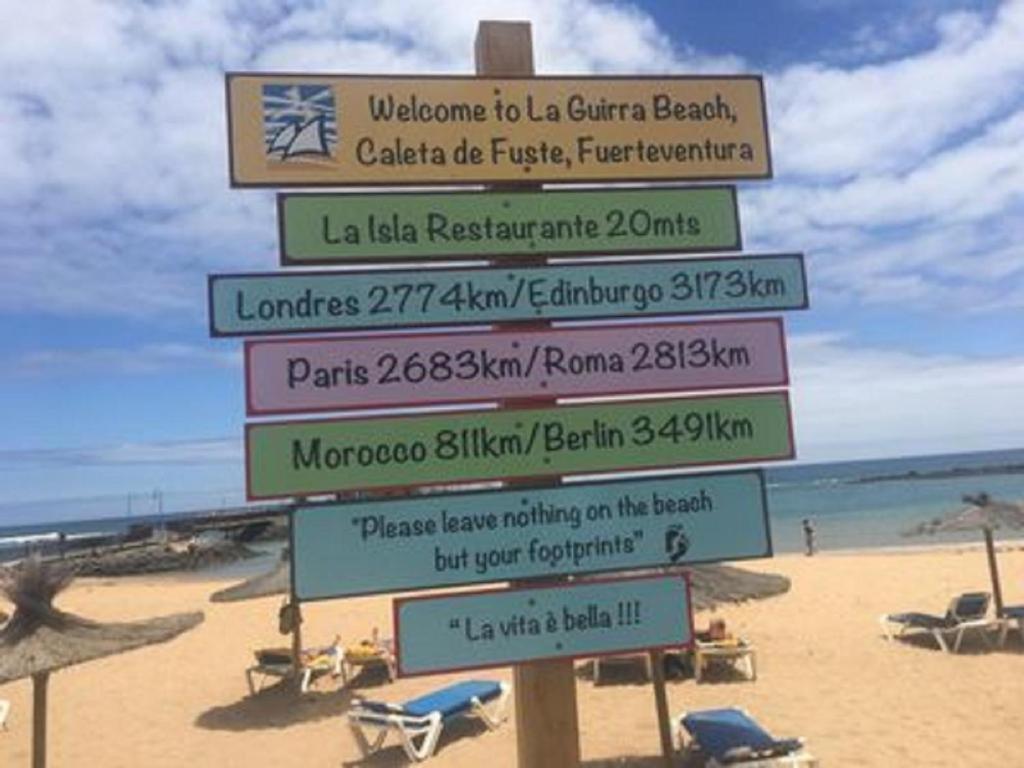 Welcome to La Guirra Beach,
Caleta de Fuste, Fuerteventura
La Isla Restaurante 20mts
Londres 2774km/Edinburgo 3173km
Paris 2683km/Roma 2813km
Morocco 811km/Berlin 3491km
"Please leave nothing on the beach
but your footprints"
"La vita è bella !!!